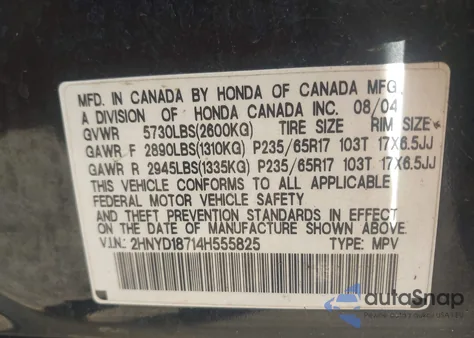 MFD. IN CANADA BY HONDA OF CANADA MFG.,
A DIVISION OF HONDA CANADA INC. 08/04
GVWR 5730LBS(2600KG) TIRE SIZE RIM SIZE
GAWR F 2890LBS(1310KG) P235/65R17 103T 17X6.5JJ
GAWR R 2945LBS(1335KG) P235/65R17 103T 17X6.5JJ
THIS VEHICLE CONFORMS TO ALL APPLICABLE
FEDERAL MOTOR VEHICLE SAFETY
AND THEFT PREVENTION STANDARDS IN EFFECT
ON THE DATE OF MANUFACTURE SHOWN ABOVE.
V.I.N.: 2HNYD18714H555825 TYPE: MPV
autoSnap